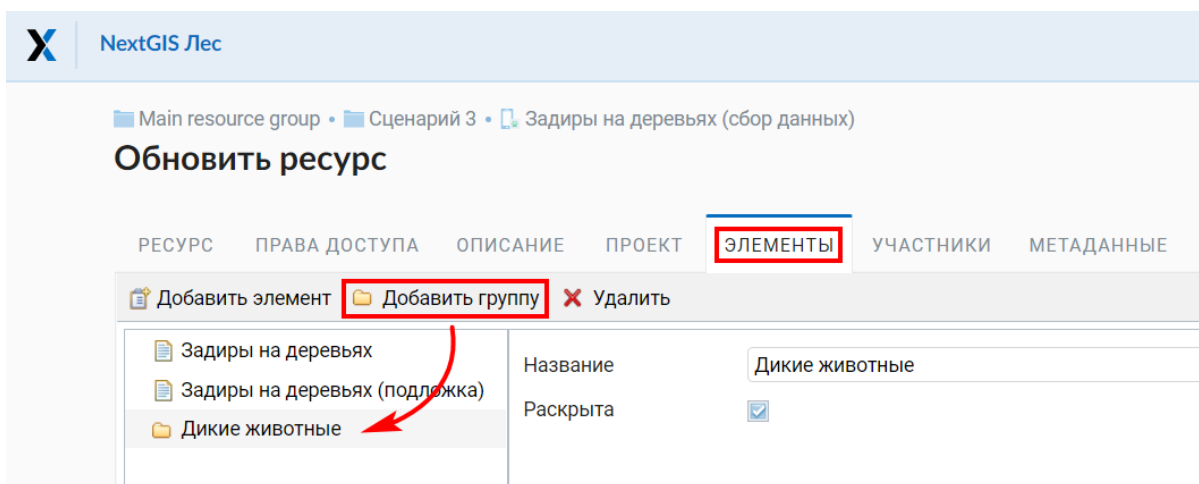 NextGIS Лес
Main resource group • Сценарий 3 • Задиры на деревьях (сбор данных)
Обновить ресурс
РЕСУРС ПРАВА ДОСТУПА ОПИСАНИЕ ПРОЕКТ ЭЛЕМЕНТЫ УЧАСТНИКИ МЕТАДАННЫЕ
Добавить элемент Добавить группу Удалить
Задиры на деревьях
Задиры на деревьях (подложка)
Дикие животные
Название Дикие животные
Раскрыта